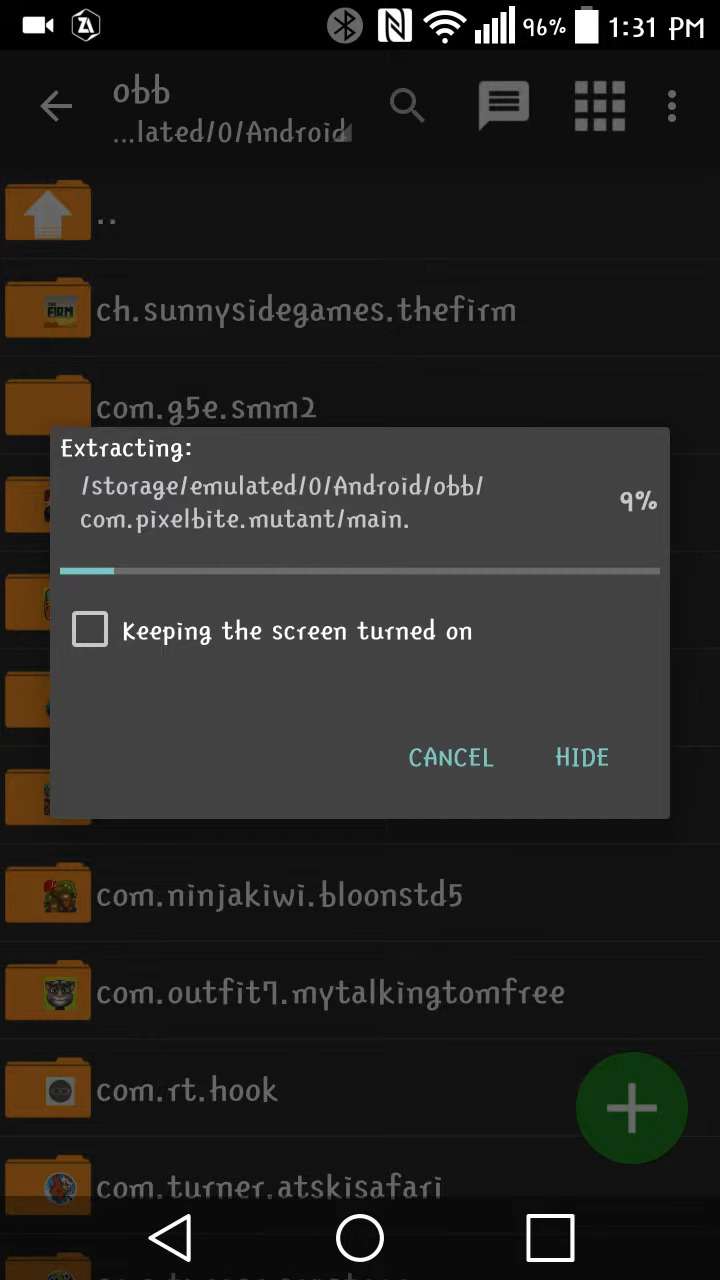 96% 1:31 PM
obb
...lated/0/Android
..
THE FIRM
ch.sunnysidegames.thefirm
com.g5e.smm2
Extracting:
/storage/emulated/0/Android/obb/
com.pixelbite.mutant/main.
9%
Keeping the screen turned on
CANCEL HIDE
com.ninjakiwi.bloonstd5
com.outfit7.mytalkingtomfree
com.rt.hook
com.turner.atskisafari